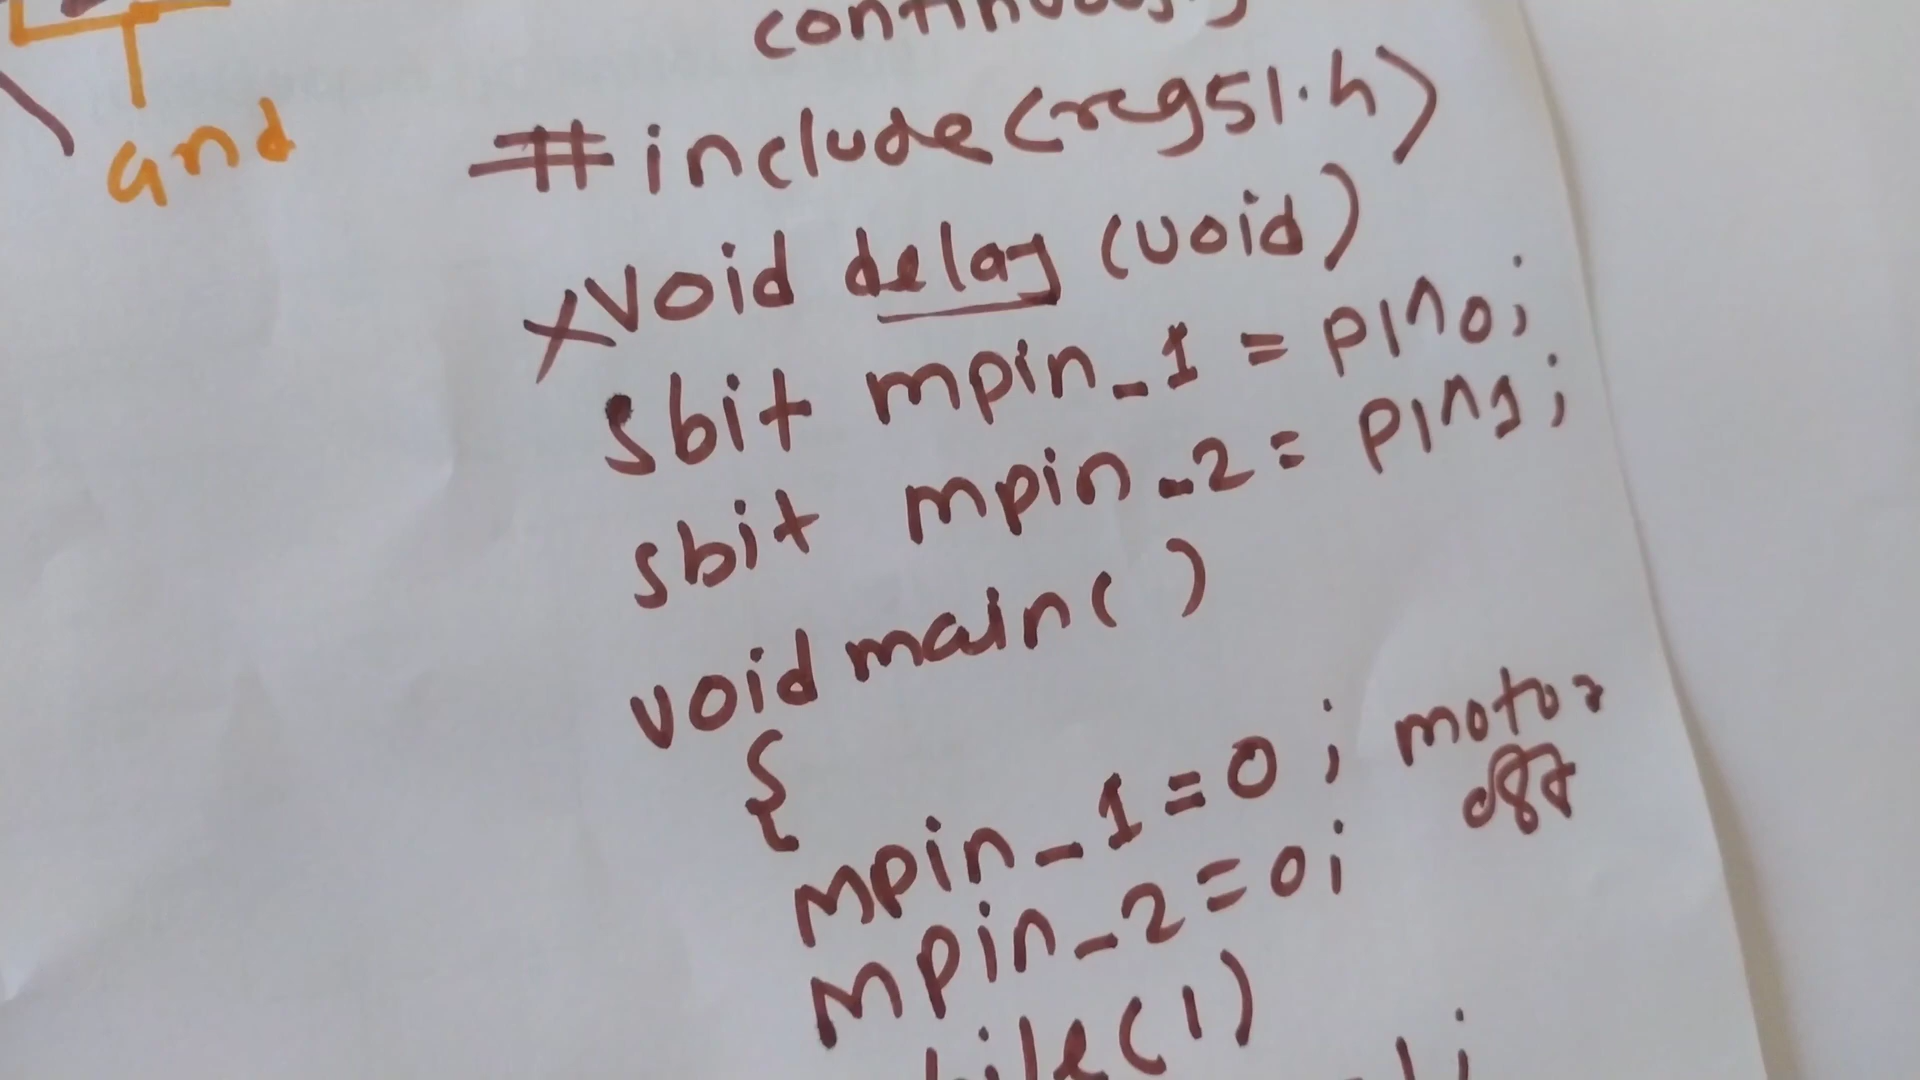 and
#include(reg51.h)
void delay (void)
sbit mpin_1 = p1^0;
sbit mpin_2 = p1^1;
void main( )
{
mpin_1=0; motor
off
mpin_2=0;
(1)